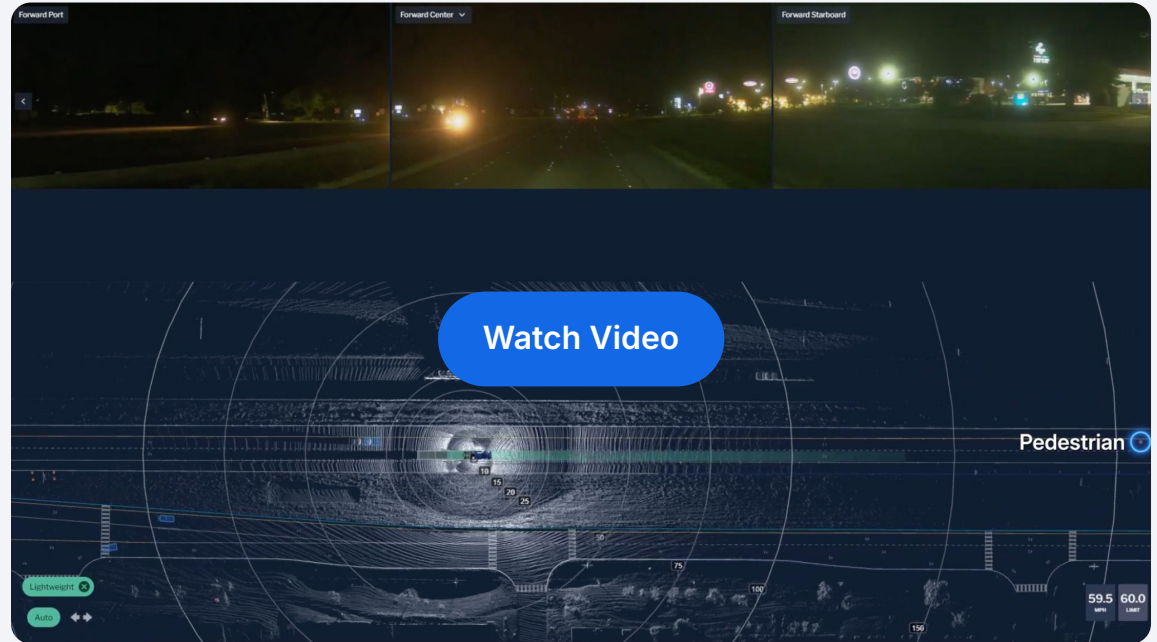 Forward Port
Forward Center
Forward Starboard
Watch Video
Pedestrian
10
15
20
25
50
75
100
150
Lightweight
Auto
59.5 60.0
MPH LIMIT